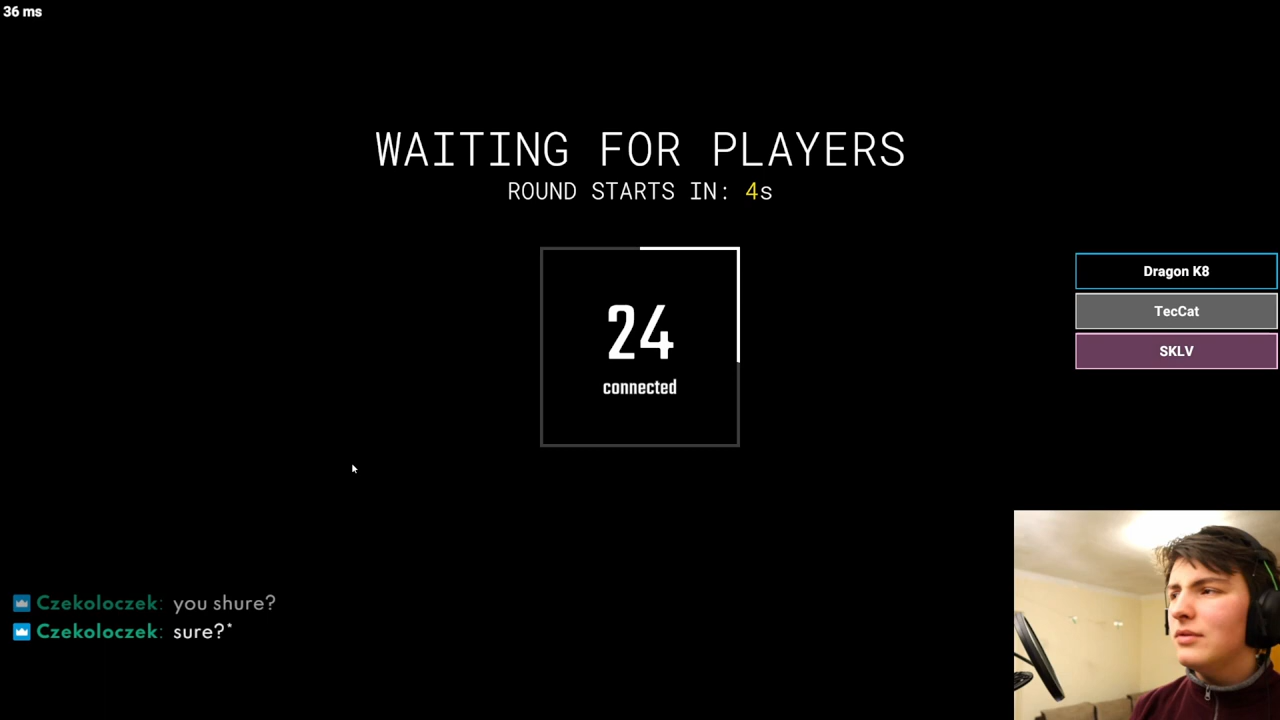 36 ms
WAITING FOR PLAYERS
ROUND STARTS IN: 4s
24
connected
Dragon K8
TecCat
SKLV
Czekoloczek: you shure?
Czekoloczek: sure?*